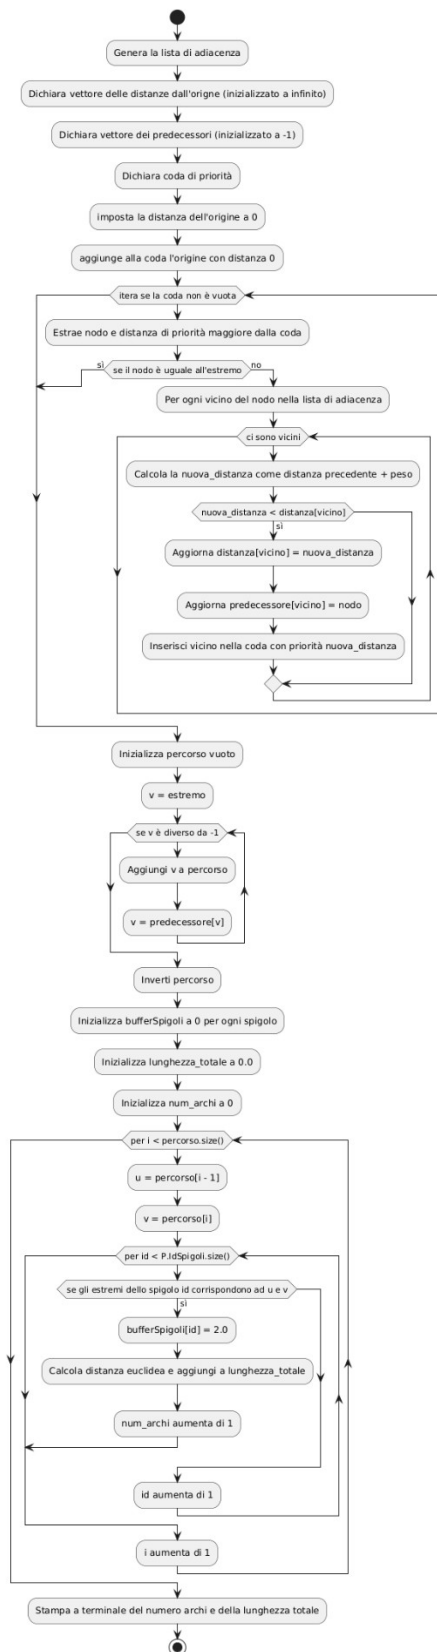 Genera la lista di adiacenza
Dichiara vettore delle distanze dall'origne (inizializzato a infinito)
Dichiara vettore dei predecessori (inizializzato a -1)
Dichiara coda di priorità
imposta la distanza dell'origine a 0
aggiunge alla coda l'origine con distanza 0
itera se la coda non è vuota
Estrae nodo e distanza di priorità maggiore dalla coda
sì
se il nodo è uguale all'estremo
no
Per ogni vicino del nodo nella lista di adiacenza
ci sono vicini
Calcola la nuova_distanza come distanza precedente + peso
nuova_distanza < distanza[vicino]
sì
Aggiorna distanza[vicino] = nuova_distanza
Aggiorna predecessore[vicino] = nodo
Inserisci vicino nella coda con priorità nuova_distanza
Inizializza percorso vuoto
v = estremo
se v è diverso da -1
Aggiungi v a percorso
v = predecessore[v]
Inverti percorso
Inizializza bufferSpigoli a 0 per ogni spigolo
Inizializza lunghezza_totale a 0.0
Inizializza num_archi a 0
per i < percorso.size()
u = percorso[i - 1]
v = percorso[i]
per id < P.IdSpigoli.size()
se gli estremi dello spigolo id corrispondono ad u e v
sì
bufferSpigoli[id] = 2.0
Calcola distanza euclidea e aggiungi a lunghezza_totale
num_archi aumenta di 1
id aumenta di 1
i aumenta di 1
Stampa a terminale del numero archi e della lunghezza totale